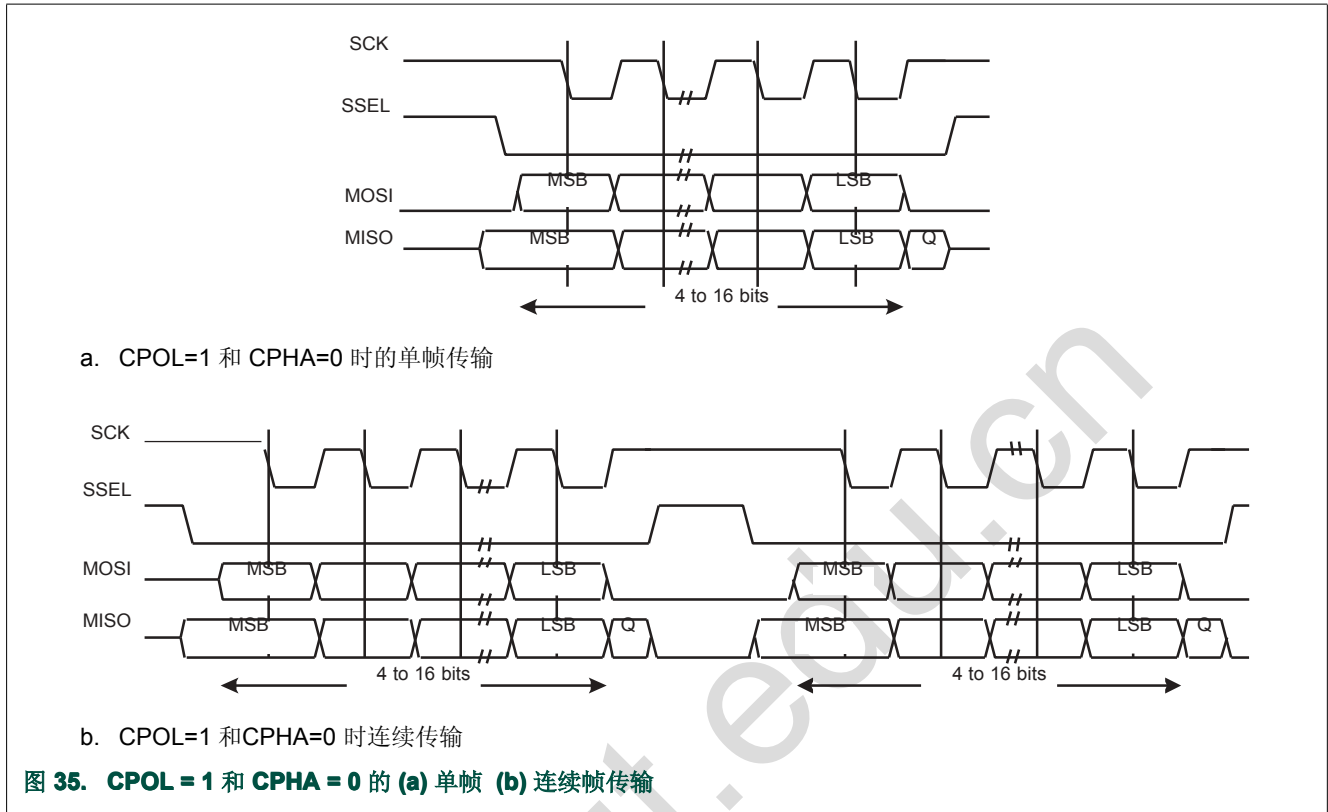 SCK
SSEL
MOSI MSB LSB
MISO MSB LSB Q
4 to 16 bits
a. CPOL=1 和 CPHA=0 时的单帧传输
SCK
SSEL
MOSI MSB LSB MSB LSB
MISO MSB LSB Q MSB LSB Q
4 to 16 bits 4 to 16 bits
b. CPOL=1 和CPHA=0 时连续传输
图 35. CPOL = 1 和 CPHA = 0 的 (a) 单帧 (b) 连续帧传输
edu.cn